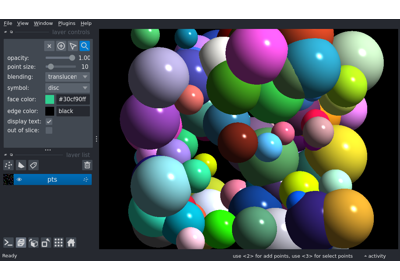 File View Window Plugins Help
layer controls
opacity: 1.00
point size: 10
blending: translucen
symbol: disc
face color: #30cf90ff
edge color: black
display text:
out of slice:
layer list
pts
Ready use <2> for add points, use <3> for select points activity